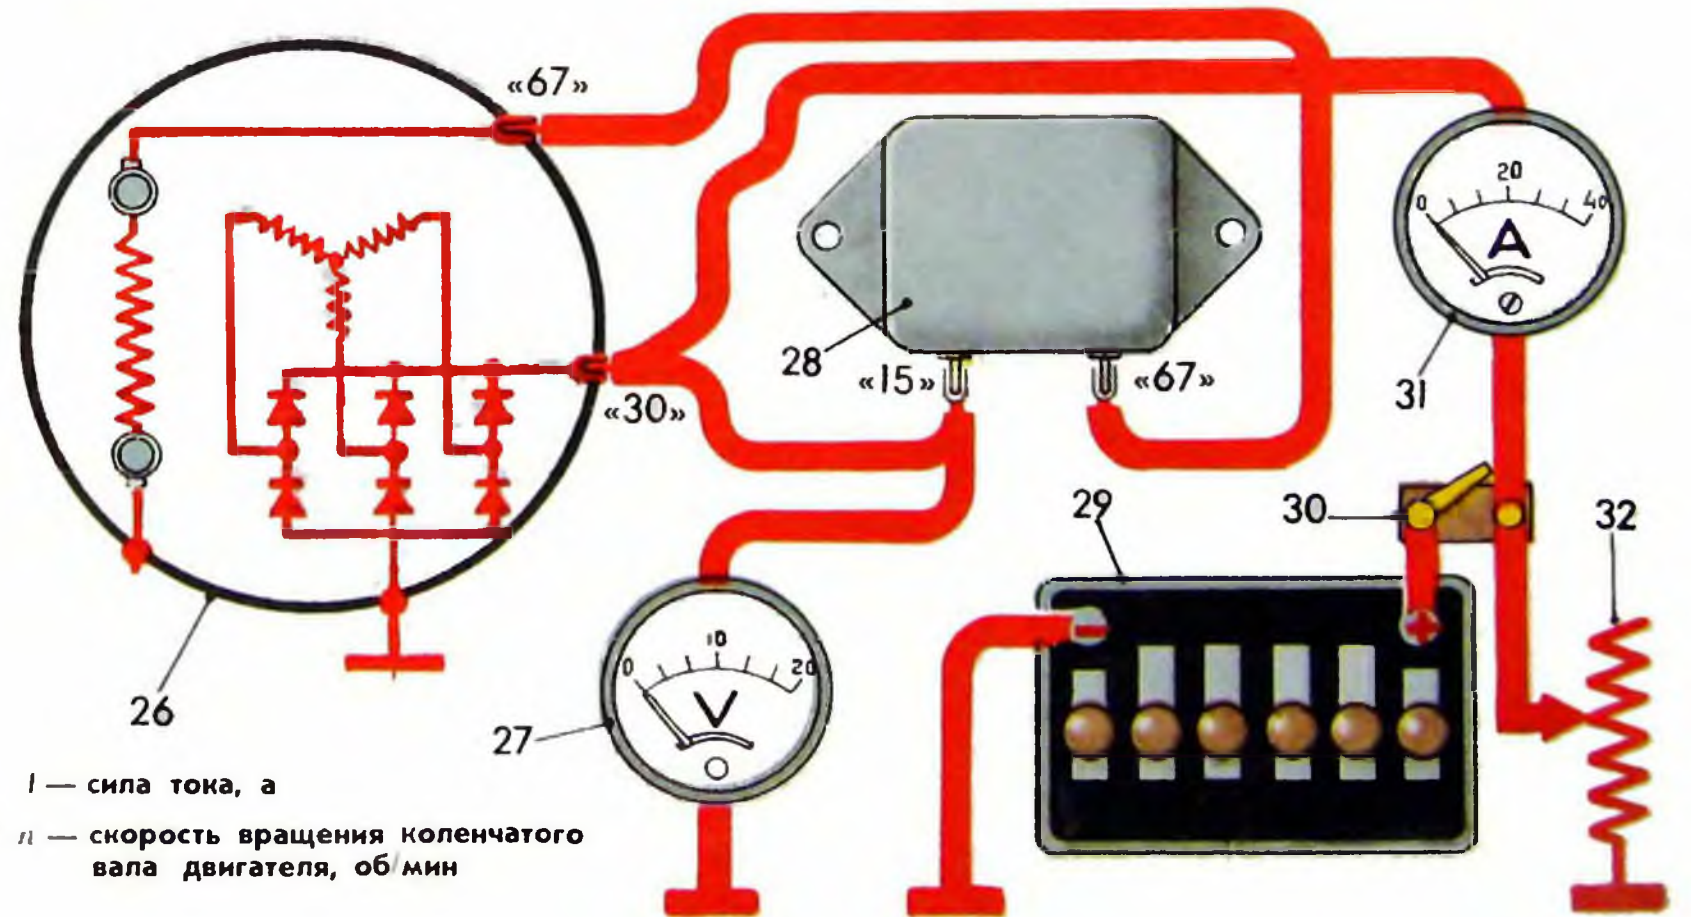 «67»
0 20 40
A
28
«15»
«67»
31
«30»
29
30
32
0 10 20
V
26
27
I — сила тока, а
n — скорость вращения коленчатого
вала двигателя, об/мин